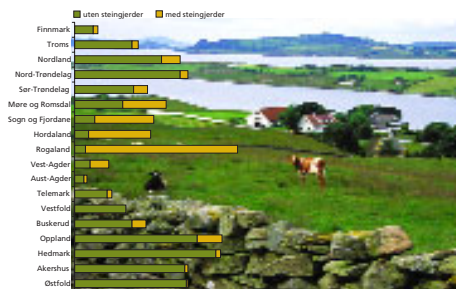 uten steingjerder med steingjerder
Finnmark
Troms
Nordland
Nord-Trøndelag
Sør-Trendelag
Møre og Romsdal
Sogn og Fjordane
Hordaland
Rogaland
Vest-Agder
Aust-Agder
Telemark
Vestfold
Buskerud
Oppland
Hedmark
Akershus
Østfold